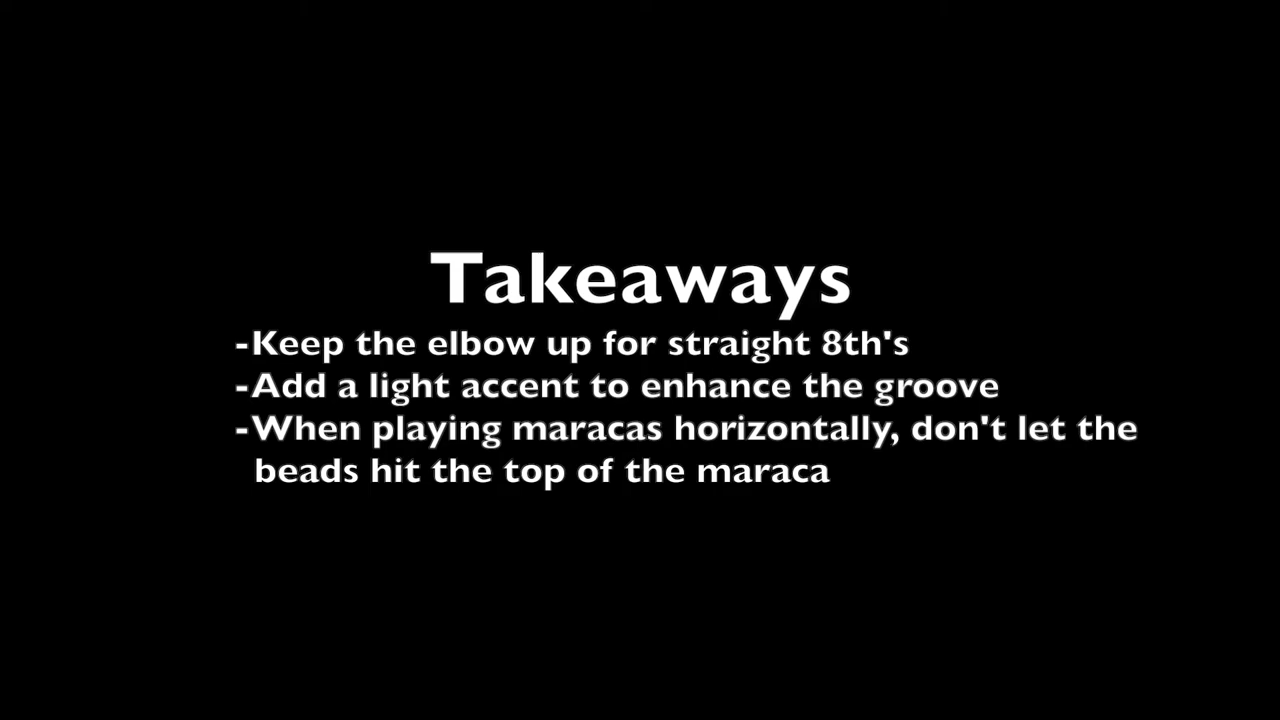 Takeaways
-Keep the elbow up for straight 8th's
-Add a light accent to enhance the groove
-When playing maracas horizontally, don't let the
beads hit the top of the maraca